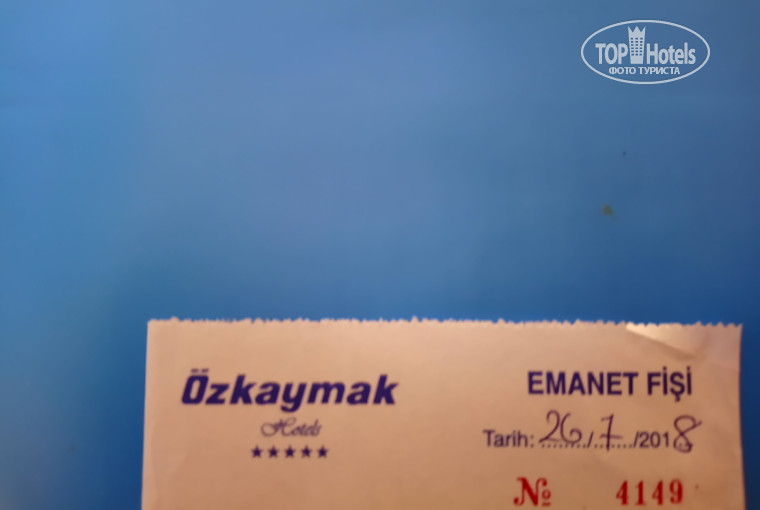 TOP Hotels
ФОТО ТУРИСТА
Özkaymak
Hotels
★★★★★
EMANET FİŞİ
Tarih: 26/7/2018
№ 4149